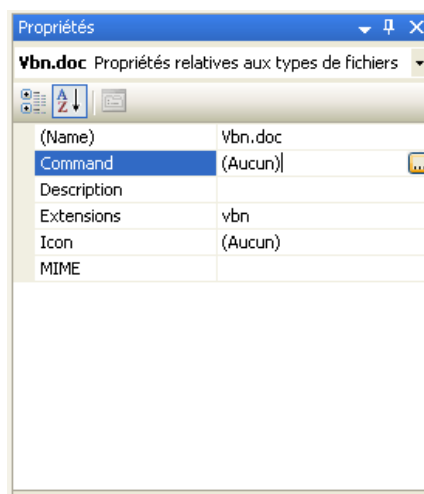 Propriétés
Vbn.doc Propriétés relatives aux types de fichiers
(Name) Vbn.doc
Command (Aucun)
Description
Extensions vbn
Icon (Aucun)
MIME